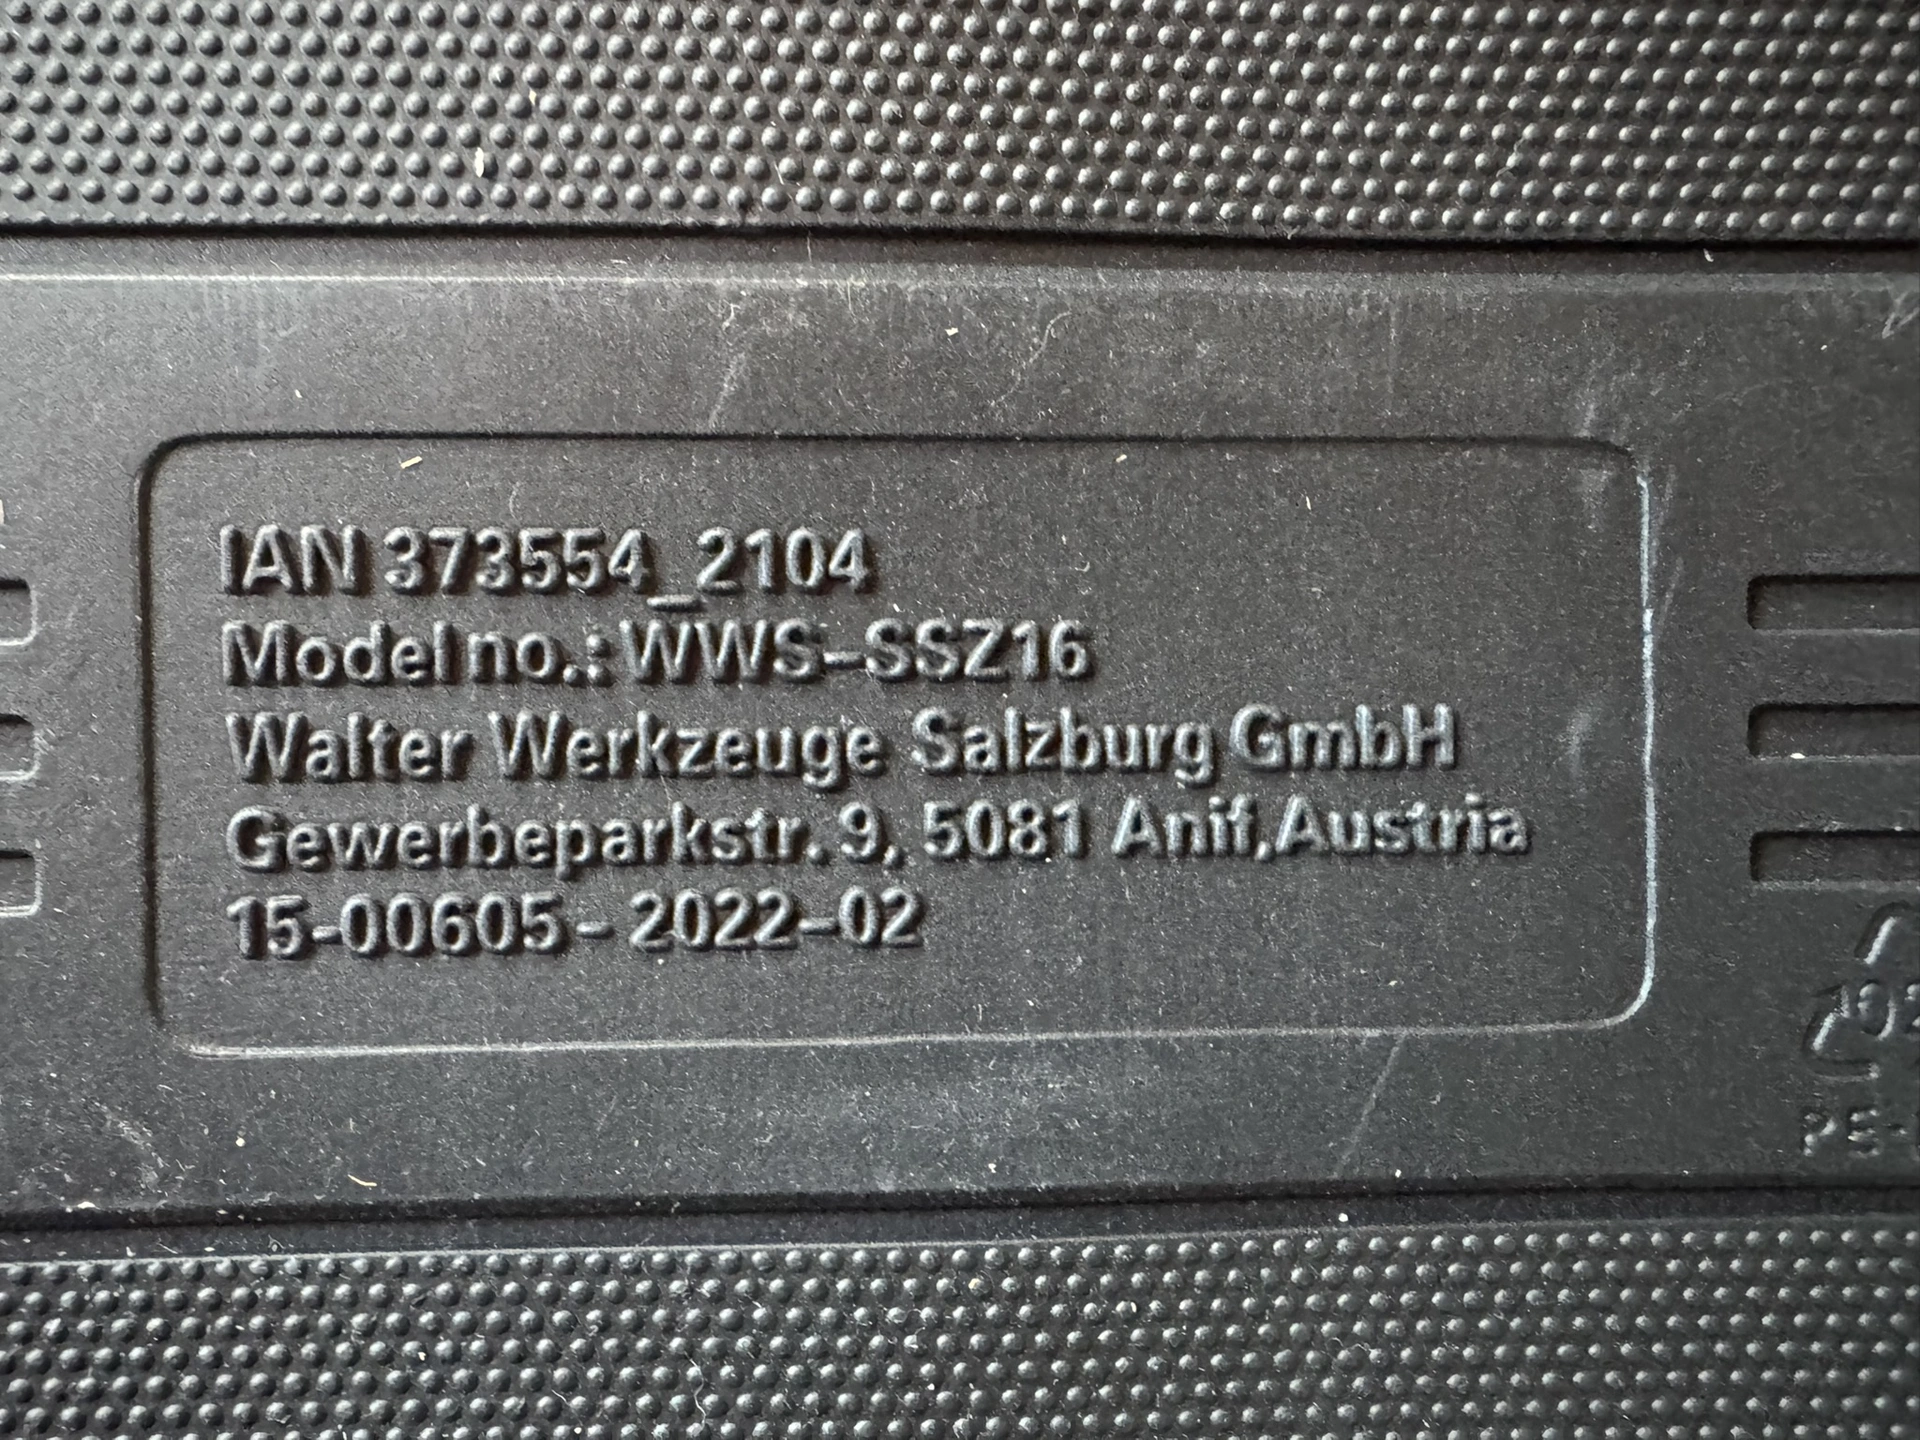 IAN 373554_2104
Model no.: WWS-SSZ16
Walter Werkzeuge Salzburg GmbH
Gewerbeparkstr. 9, 5081 Anif, Austria
15-00605 - 2022-02